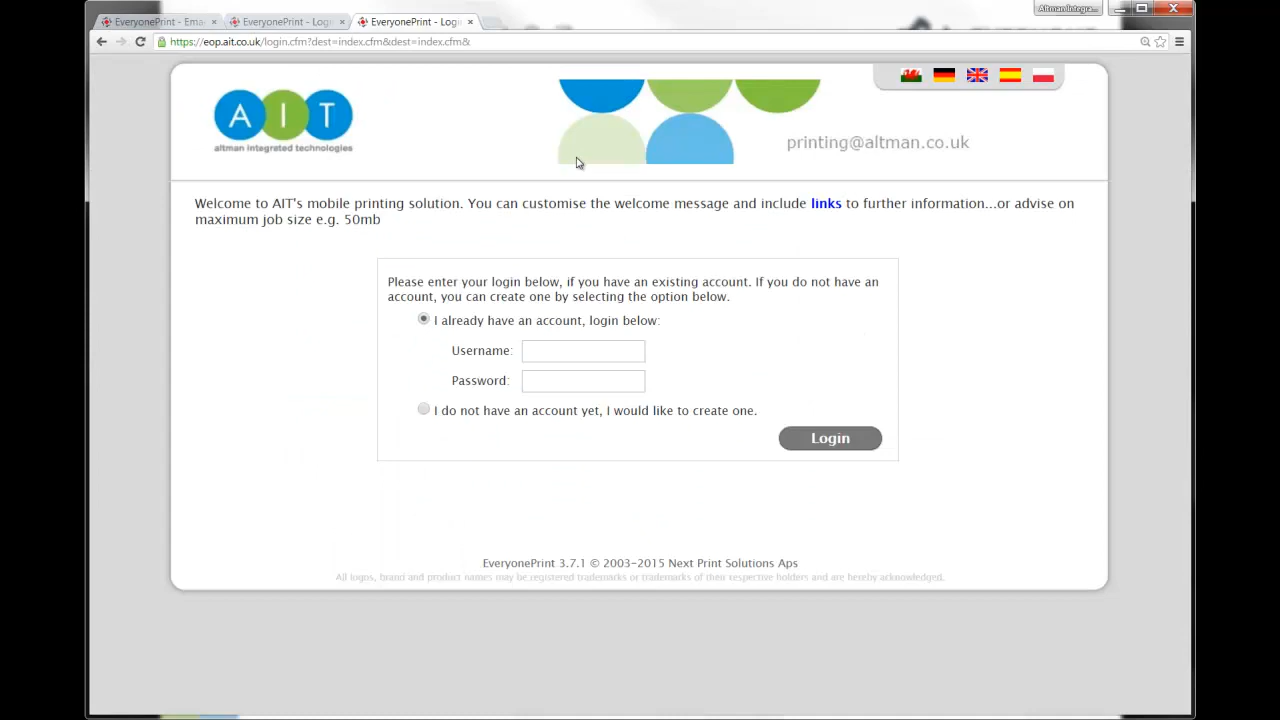 Altman Integra...
EveryonePrint - Ema
EveryonePrint - Logi
EveryonePrint - Logi
https://eop.ait.co.uk/login.cfm?dest=index.cfm&dest=index.cfm&
AIT
altman integrated technologies
printing@altman.co.uk
Welcome to AIT's mobile printing solution. You can customise the welcome message and include links to further information...or advise on
maximum job size e.g. 50mb
Please enter your login below, if you have an existing account. If you do not have an
account, you can create one by selecting the option below.
I already have an account, login below:
Username:
Password:
I do not have an account yet, I would like to create one.
Login
EveryonePrint 3.7.1 © 2003-2015 Next Print Solutions Aps
All logos, brand and product names may be registered trademarks or trademarks of their respective holders and are hereby acknowledged.